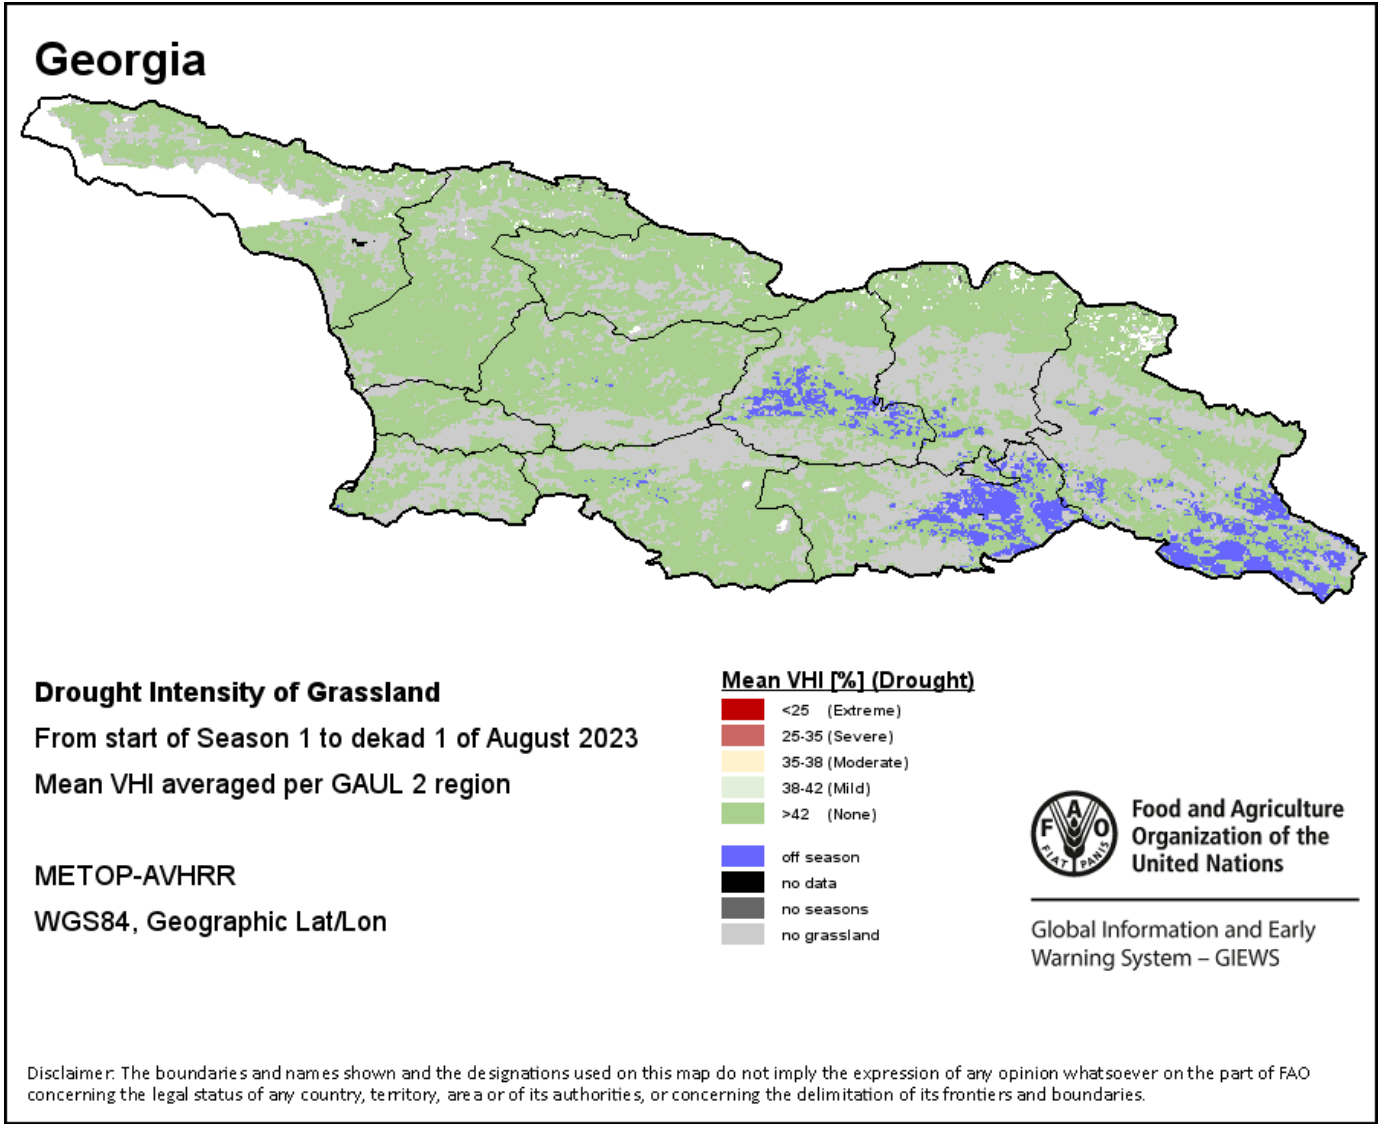 Georgia
Drought Intensity of Grassland
From start of Season 1 to dekad 1 of August 2023
Mean VHI averaged per GAUL 2 region
METOP-AVHRR
WGS84, Geographic Lat/Lon
Mean VHI [%] (Drought)
<25 (Extreme)
25-35 (Severe)
35-38 (Moderate)
38-42 (Mild)
>42 (None)
off season
no data
no seasons
no grassland
F A O
FIAT PANIS
Food and Agriculture
Organization of the
United Nations
Global Information and Early
Warning System – GIEWS
Disclaimer: The boundaries and names shown and the designations used on this map do not imply the expression of any opinion whatsoever on the part of FAO
concerning the legal status of any country, territory, area or of its authorities, or concerning the delimitation of its frontiers and boundaries.